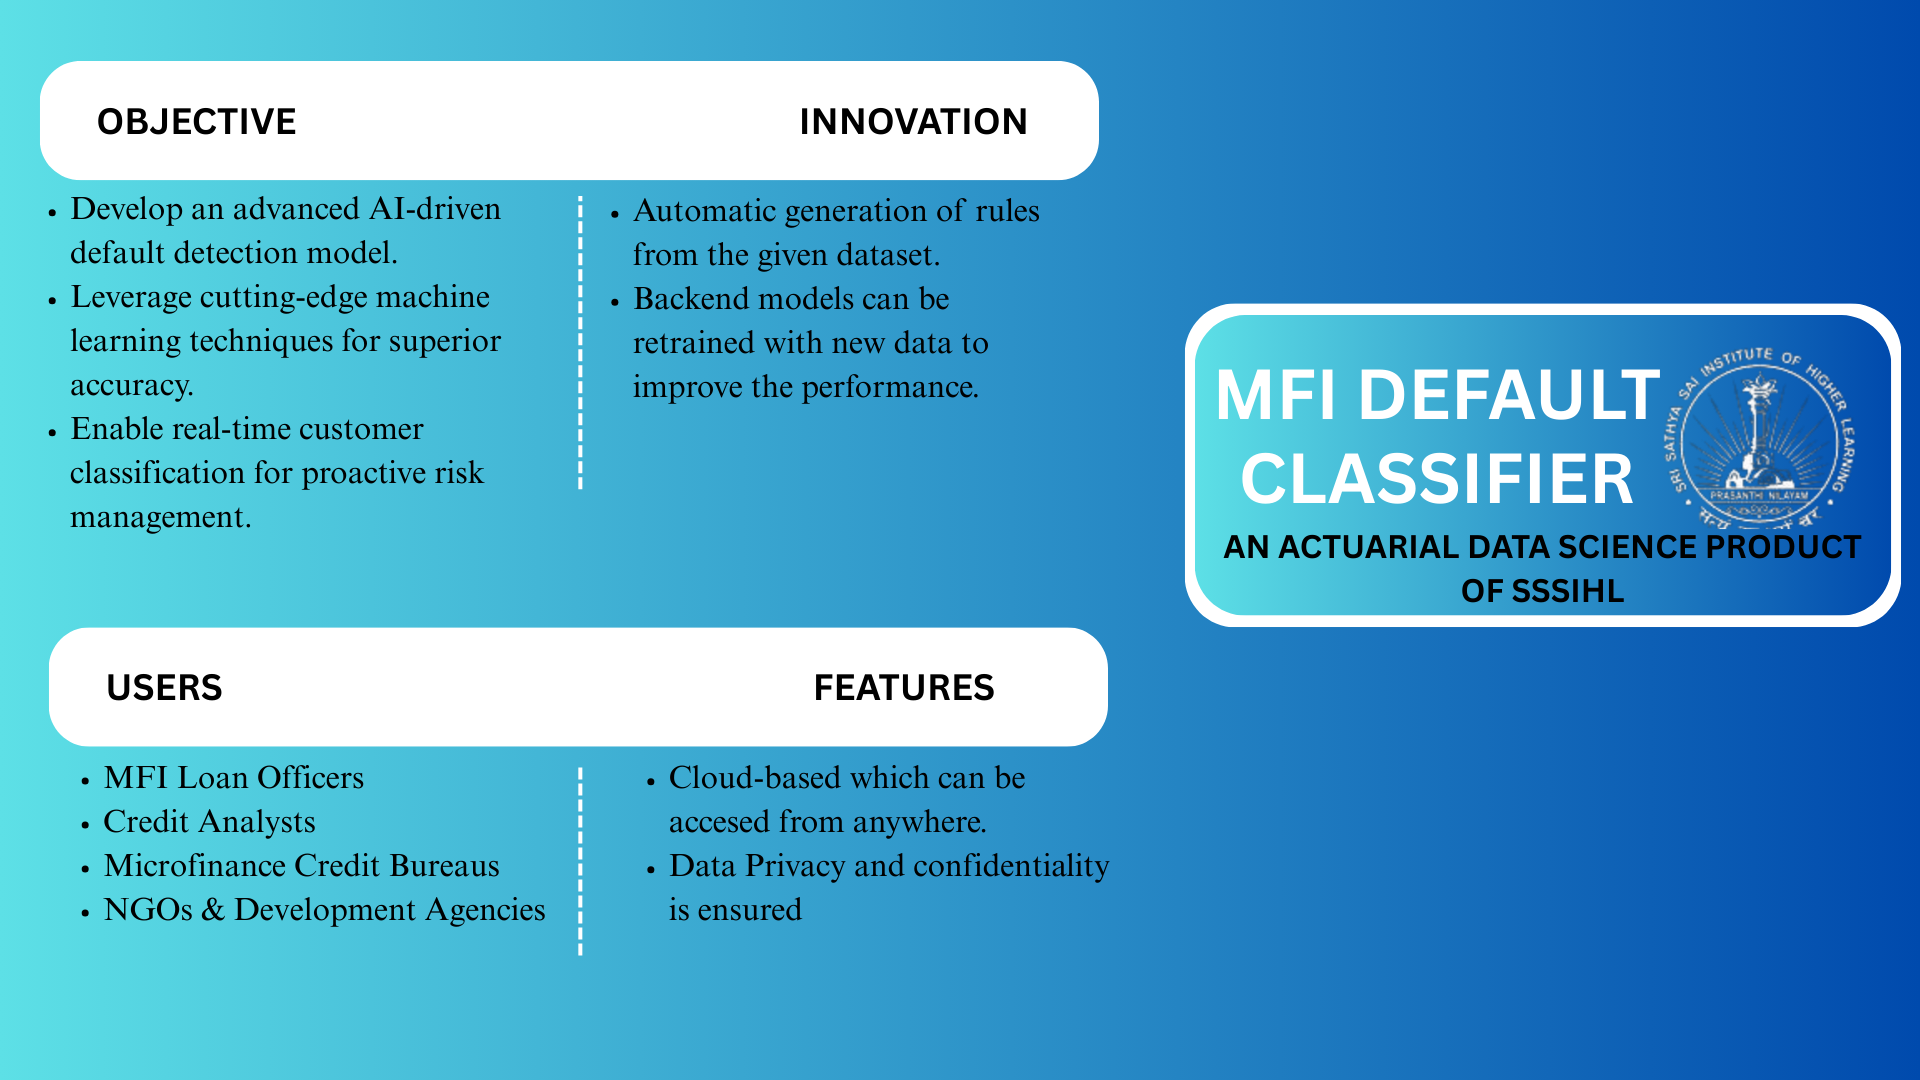 OBJECTIVE
INNOVATION
Develop an advanced AI-driven
default detection model.
Leverage cutting-edge machine
learning techniques for superior
accuracy.
Enable real-time customer
classification for proactive risk
management.
Automatic generation of rules
from the given dataset.
Backend models can be
retrained with new data to
improve the performance.
USERS
FEATURES
MFI Loan Officers
Credit Analysts
Microfinance Credit Bureaus
NGOs & Development Agencies
Cloud-based which can be
accesed from anywhere.
Data Privacy and confidentiality
is ensured
MFI DEFAULT
CLASSIFIER
SRI SATHYA SAI INSTITUTE OF HIGHER LEARNING
PRASANTHI NILAYAM
AN ACTUARIAL DATA SCIENCE PRODUCT
OF SSSIHL